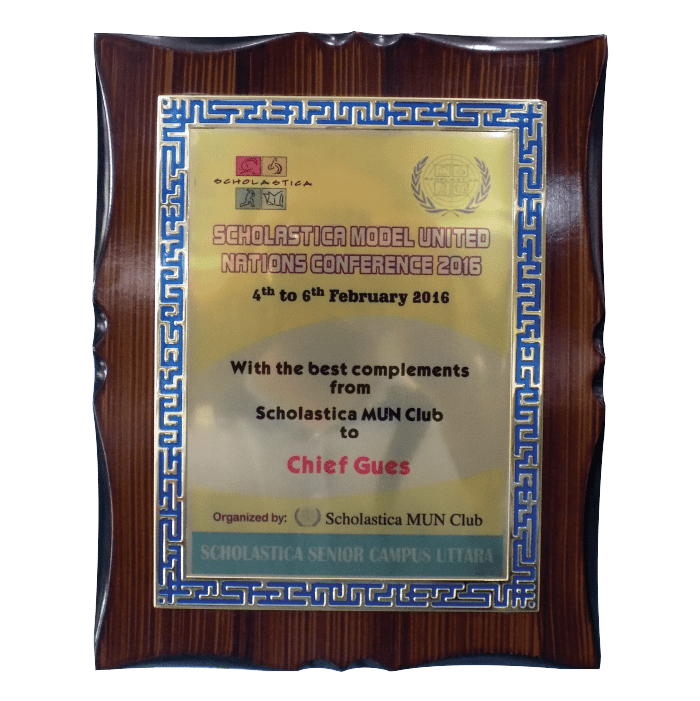 SCHOLASTICA
SCHOLASTICA MODEL UNITED
NATIONS CONFERENCE 2016
4th to 6th February 2016
With the best complements
from
Scholastica MUN Club
to
Chief Gues
Organized by: Scholastica MUN Club
SCHOLASTICA SENIOR CAMPUS UTTARA